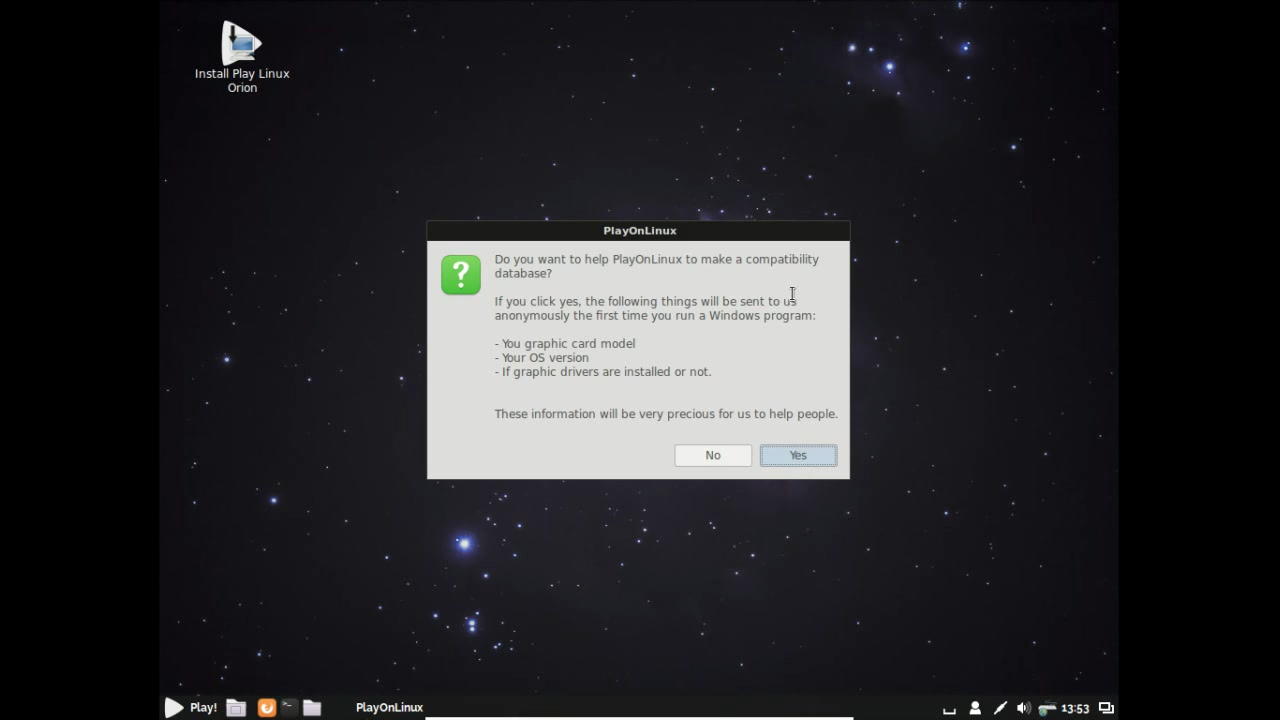 Install Play Linux
Orion
PlayOnLinux
Do you want to help PlayOnLinux to make a compatibility
database?
If you click yes, the following things will be sent to us
anonymously the first time you run a Windows program:
- You graphic card model
- Your OS version
- If graphic drivers are installed or not.
These information will be very precious for us to help people.
No
Yes
Play!
PlayOnLinux
13:53